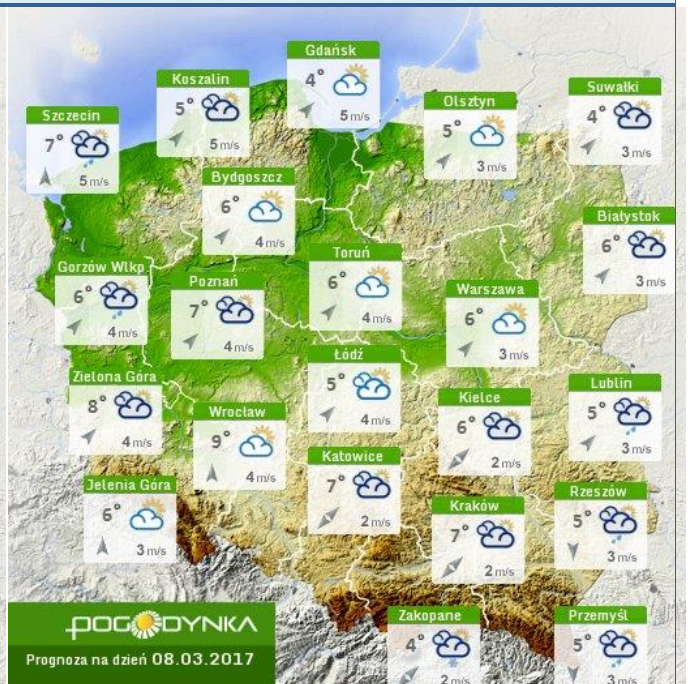 Gdańsk
4°
5 m/s
Koszalin
5°
5 m/s
Suwałki
4°
3 m/s
Olsztyn
5°
3 m/s
Szczecin
7°
5 m/s
Bydgoszcz
6°
4 m/s
Białystok
6°
3 m/s
Toruń
6°
4 m/s
Gorzów Wlkp.
6°
4 m/s
Poznań
7°
4 m/s
Warszawa
6°
3 m/s
Łódź
5°
4 m/s
Zielona Góra
8°
4 m/s
Lublin
5°
3 m/s
Kielce
6°
2 m/s
Wrocław
9°
4 m/s
Katowice
7°
2 m/s
Jelenia Góra
6°
3 m/s
Rzeszów
5°
3 m/s
Kraków
7°
2 m/s
Zakopane
4°
2 m/s
Przemyśl
5°
3 m/s
POGODYNKA
Prognoza na dzień 08.03.2017